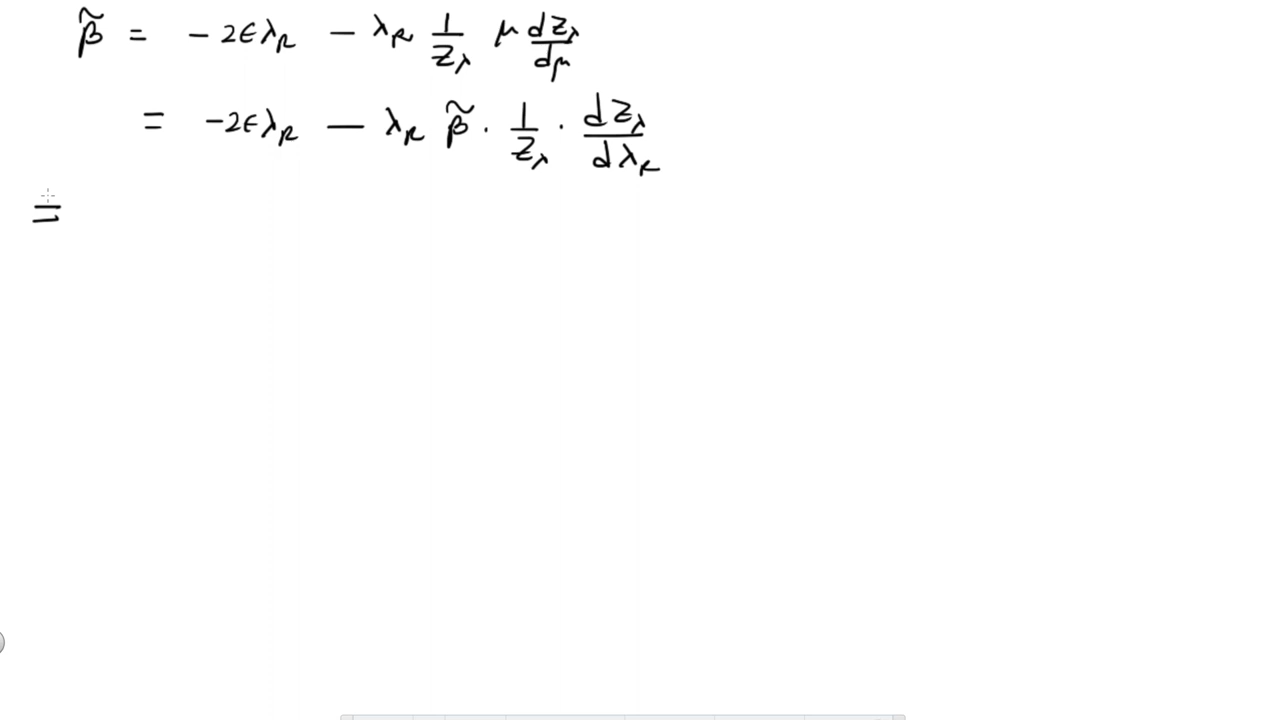 β̃ = - 2ϵλ_R - λ_R 1/Z_λ μ dZ_λ/dμ
= -2ϵλ_R - λ_R β̃ · 1/Z_λ · dZ_λ/dλ_R
=